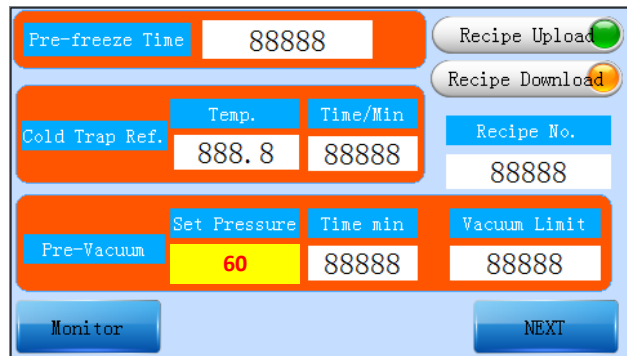 Pre-freeze Time 88888 Recipe Upload
Recipe Download
Temp. Time/Min
Cold Trap Ref. 888.8 88888 Recipe No.
88888
Set Pressure Time min Vacuum Limit
Pre-Vacuum 60 88888 88888
Monitor NEXT